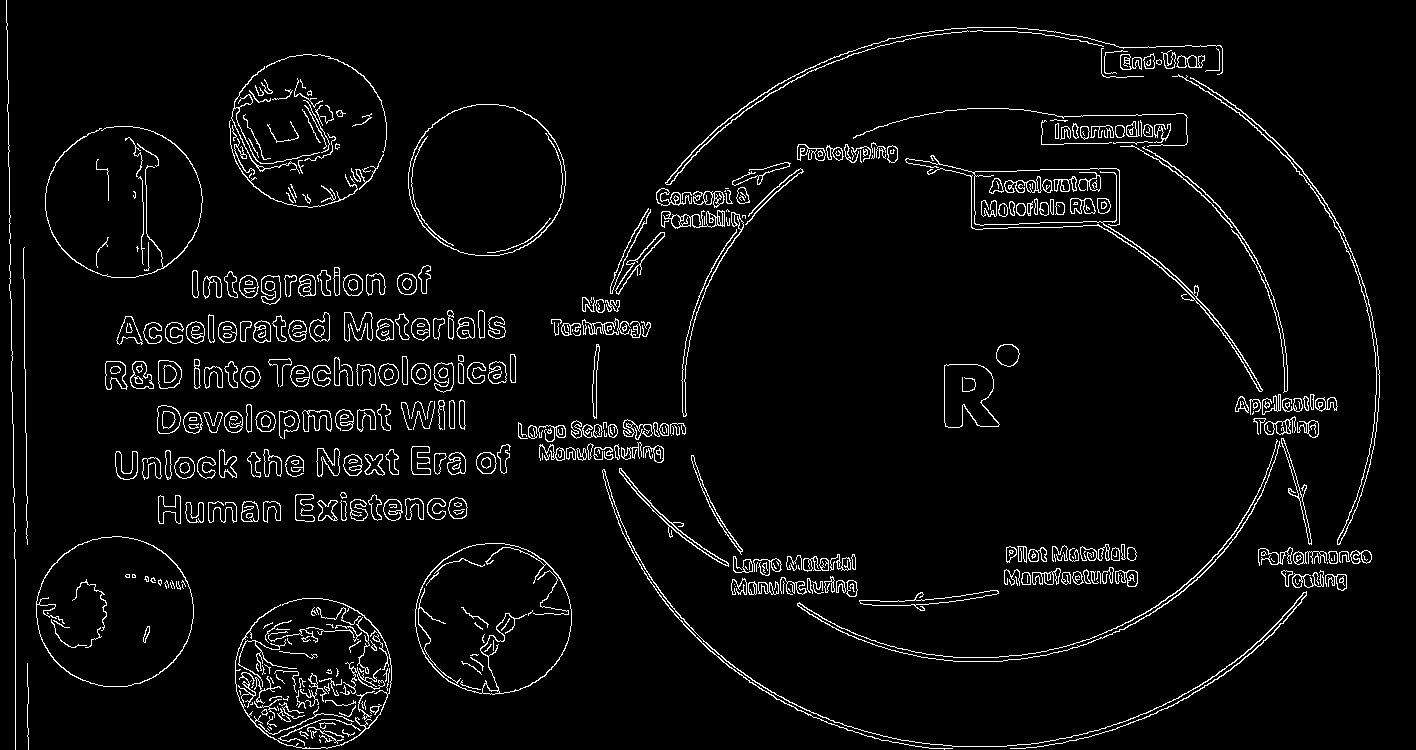 Integration of
Accelerated Materials
R&D into Technological
Development Will
Unlock the Next Era of
Human Existence
End-User
Intermediary
Prototyping
Accelerated
Materials R&D
Concept &
Feasibility
New
Technology
R
Application
Testing
Large Scale System
Manufacturing
Performance
Testing
Pilot Materials
Manufacturing
Large Material
Manufacturing